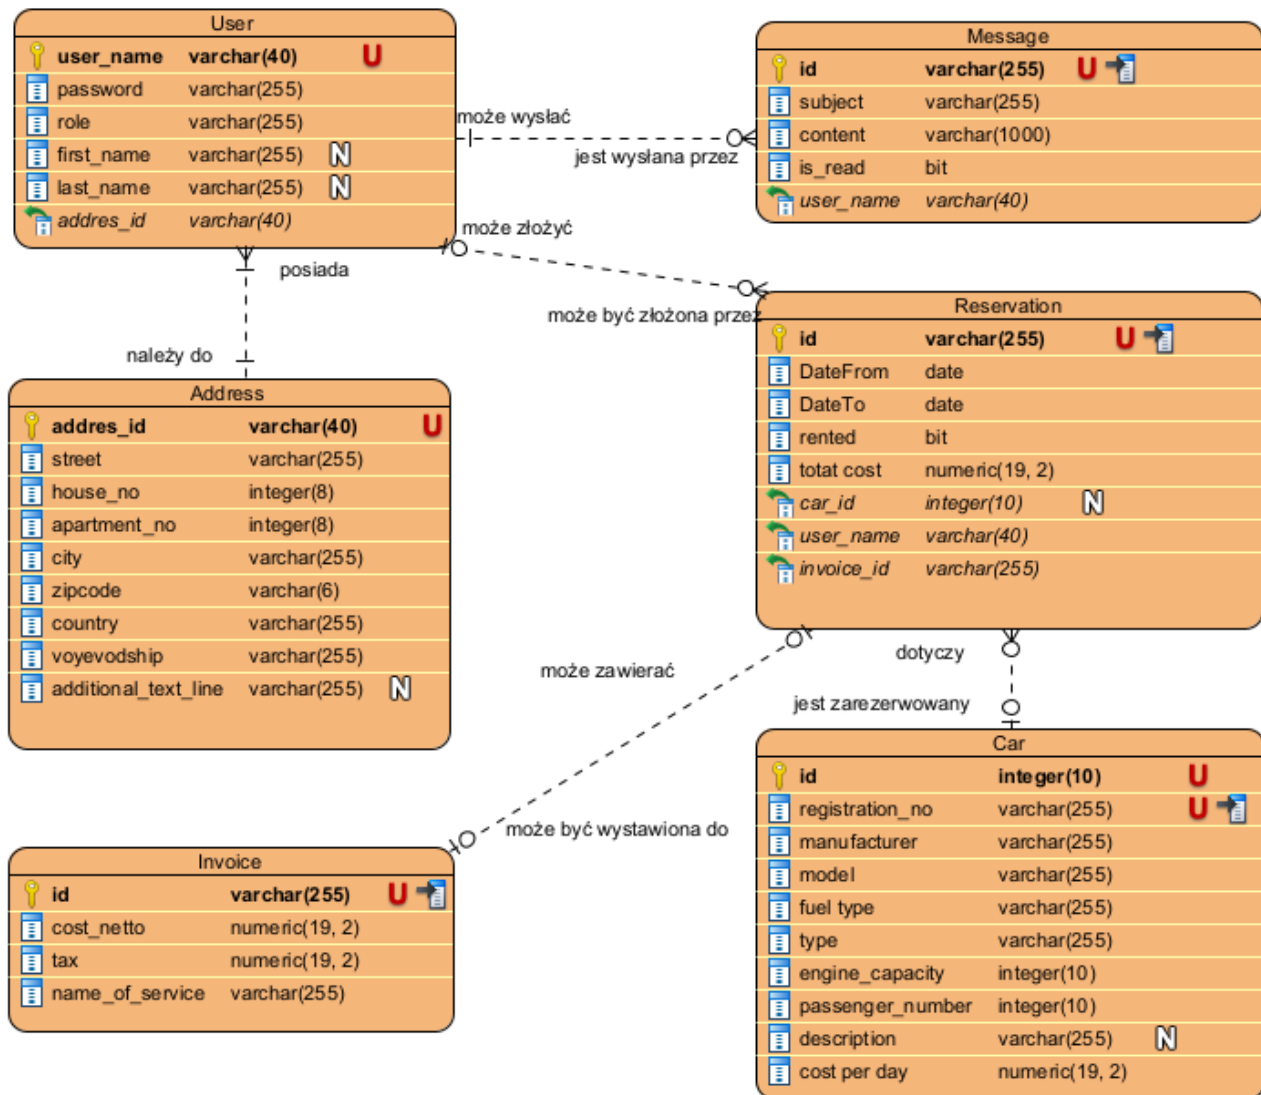 User
user_name varchar(40) U
password varchar(255)
role varchar(255)
first_name varchar(255) N
last_name varchar(255) N
addres_id varchar(40)
może wysłać
jest wysłana przez
Message
id varchar(255) U
subject varchar(255)
content varchar(1000)
is_read bit
user_name varchar(40)
może złożyć
może być złożona przez
posiada
należy do
Reservation
id varchar(255) U
DateFrom date
DateTo date
rented bit
totat cost numeric(19, 2)
car_id integer(10) N
user_name varchar(40)
invoice_id varchar(255)
Address
addres_id varchar(40) U
street varchar(255)
house_no integer(8)
apartment_no integer(8)
city varchar(255)
zipcode varchar(6)
country varchar(255)
voyevodship varchar(255)
additional_text_line varchar(255) N
może zawierać
może być wystawiona do
dotyczy
jest zarezerwowany
Car
id integer(10) U
registration_no varchar(255) U
manufacturer varchar(255)
model varchar(255)
fuel type varchar(255)
type varchar(255)
engine_capacity integer(10)
passenger_number integer(10)
description varchar(255) N
cost per day numeric(19, 2)
Invoice
id varchar(255) U
cost_netto numeric(19, 2)
tax numeric(19, 2)
name_of_service varchar(255)